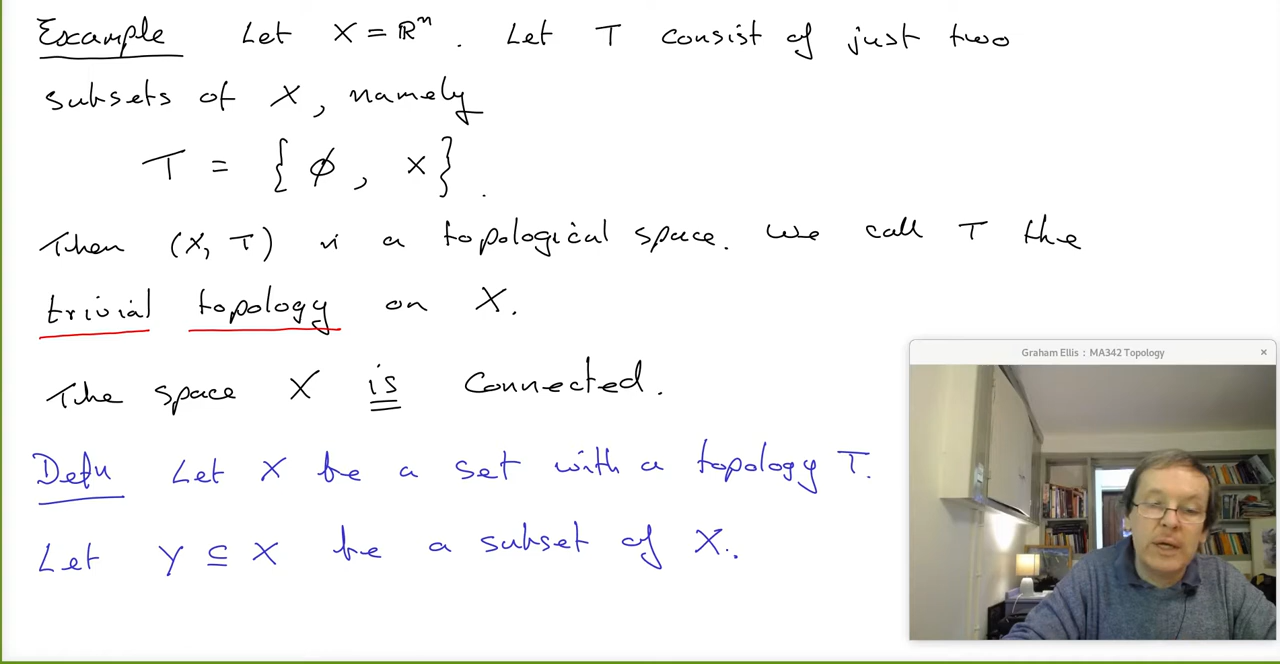 Example Let X = ℝⁿ. Let T consist of just two
subsets of X, namely
T = { φ, X }.
Then (X, T) is a topological space. We call T the
trivial topology on X.
The space X is connected.
Defn Let X be a set with a topology T.
Let Y ⊆ X be a subset of X.
Graham Ellis : MA342 Topology